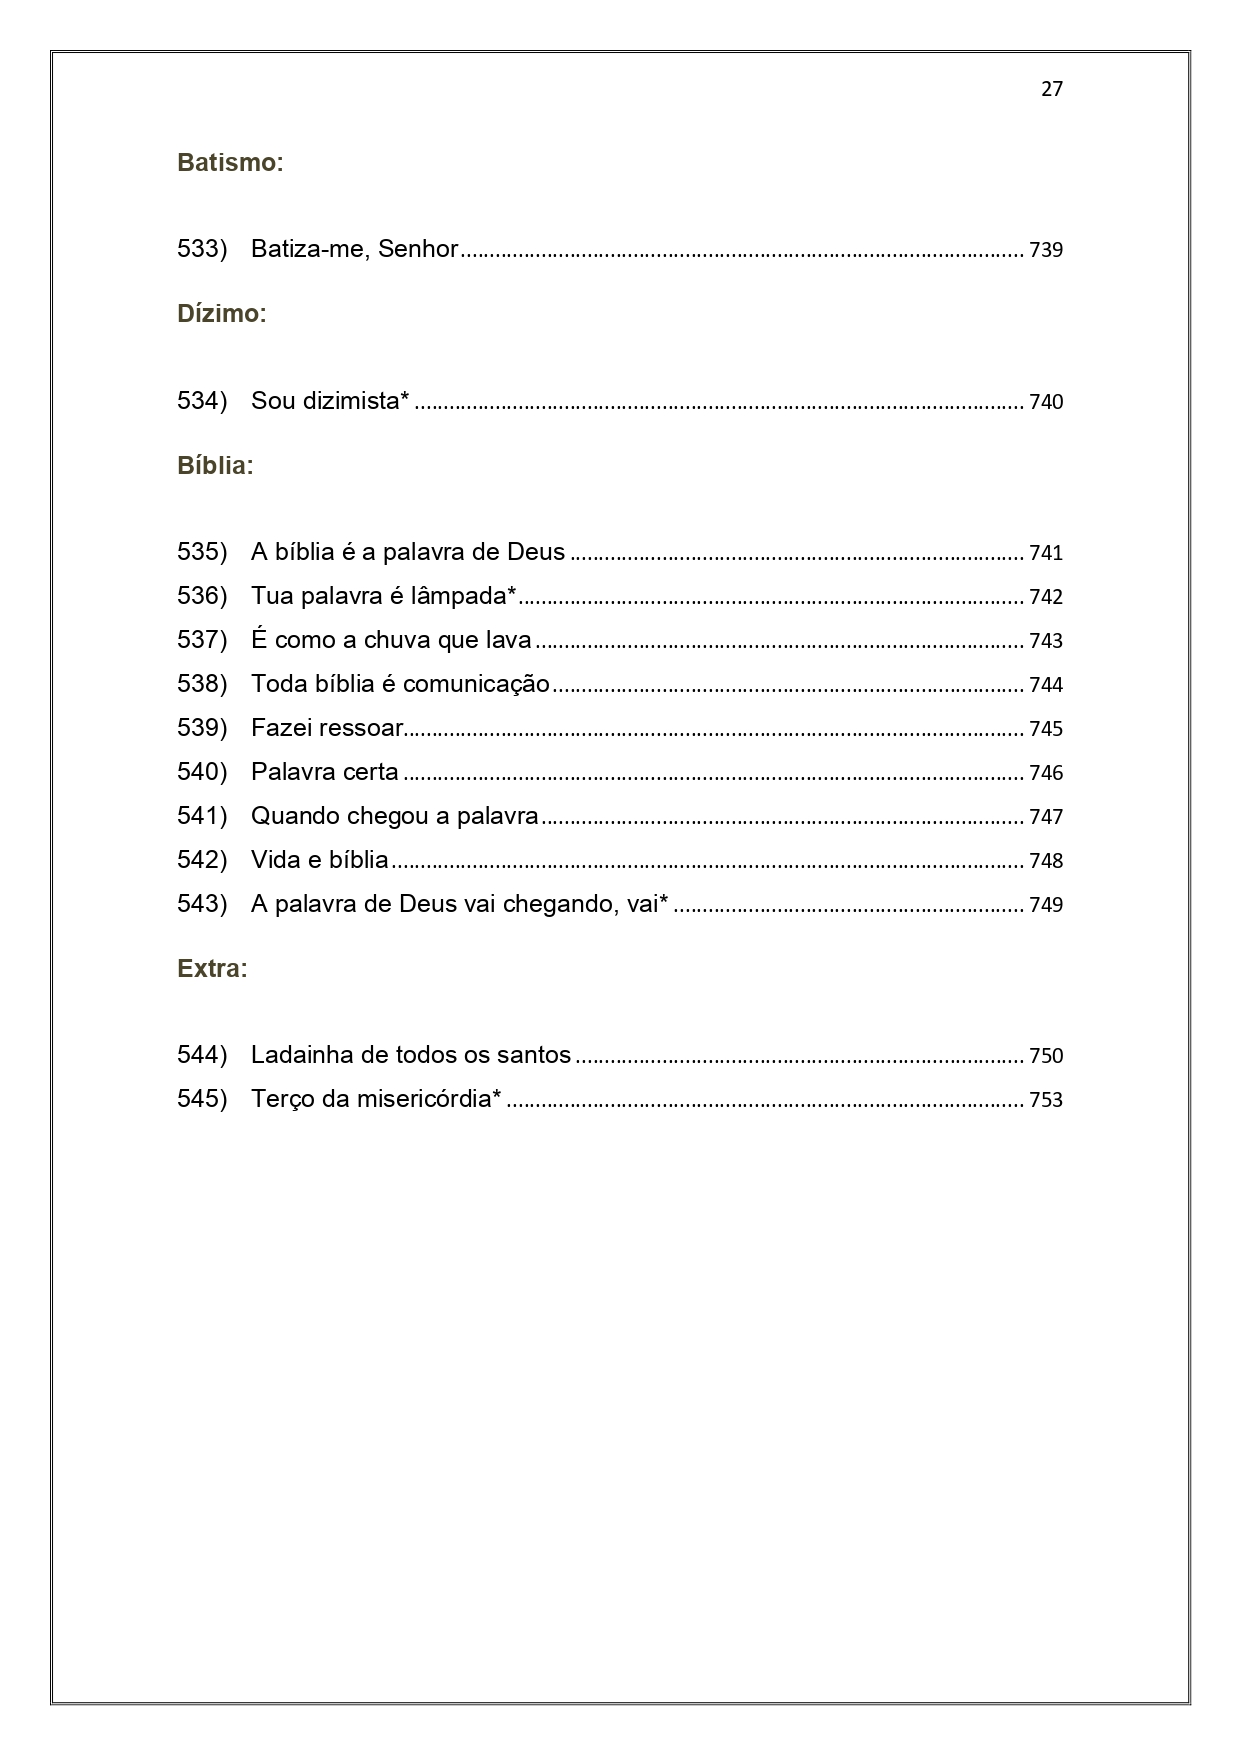 27
Batismo:
533) Batiza-me, Senhor.................................................................................................. 739
Dízimo:
534) Sou dizimista* .......................................................................................................... 740
Bíblia:
535) A bíblia é a palavra de Deus ............................................................................... 741
536) Tua palavra é lâmpada*........................................................................................ 742
537) É como a chuva que lava..................................................................................... 743
538) Toda bíblia é comunicação.................................................................................. 744
539) Fazei ressoar............................................................................................................ 745
540) Palavra certa ............................................................................................................ 746
541) Quando chegou a palavra.................................................................................... 747
542) Vida e bíblia.............................................................................................................. 748
543) A palavra de Deus vai chegando, vai* ............................................................. 749
Extra:
544) Ladainha de todos os santos.............................................................................. 750
545) Terço da misericórdia* .......................................................................................... 753